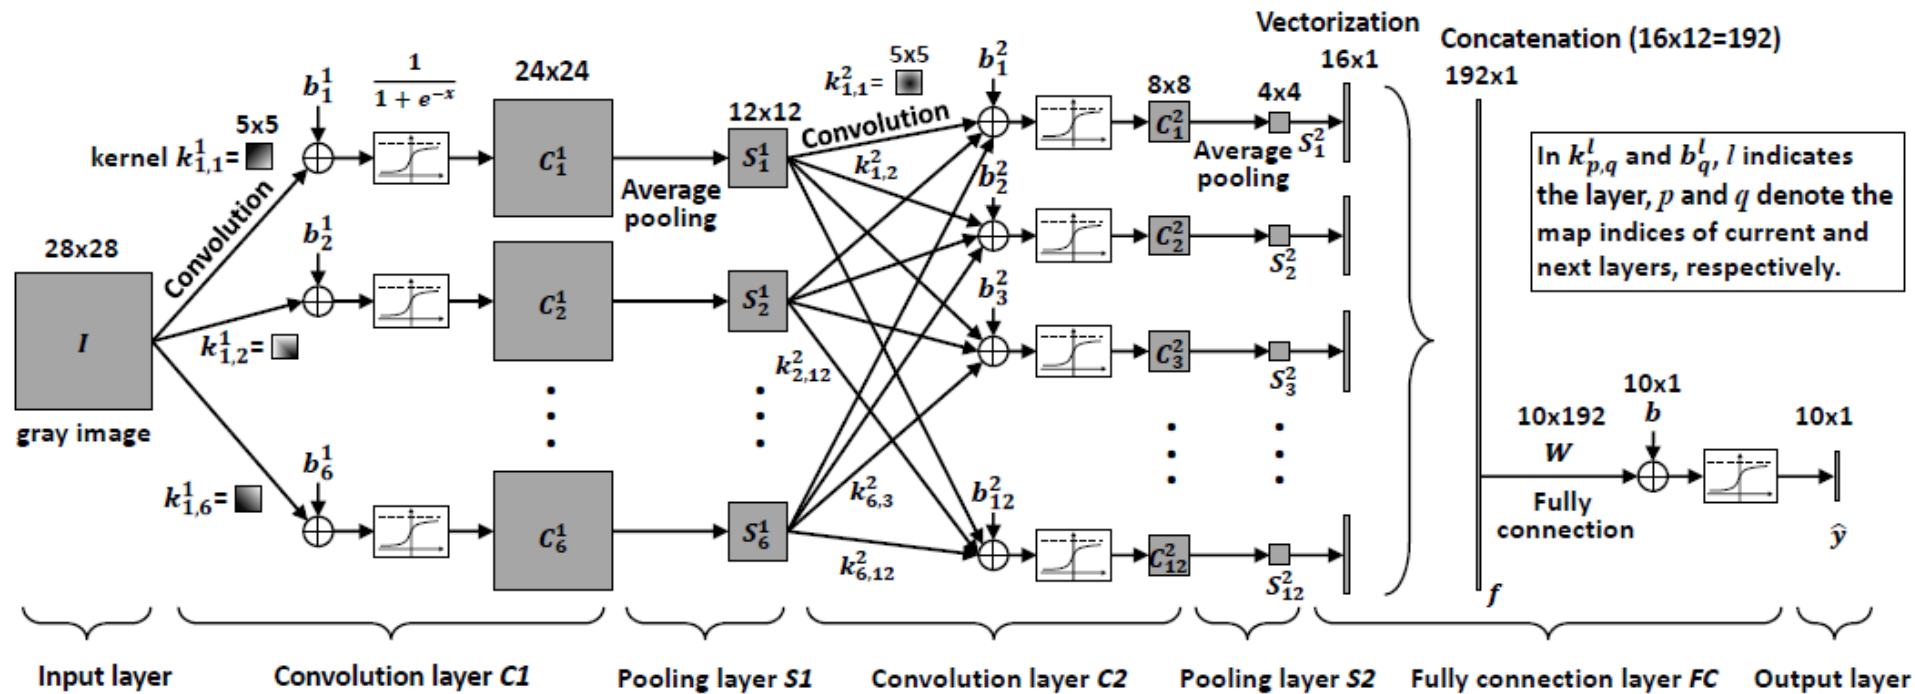 28x28
I
gray image
kernel k^1_{1,1}=
5x5
Convolution
k^1_{1,2}=
k^1_{1,6}=
b^1_1
b^1_2
b^1_6
1
1 + e^{-x}
24x24
C^1_1
C^1_2
C^1_6
Average
pooling
12x12
S^1_1
S^1_2
S^1_6
5x5
k^2_{1,1}=
Convolution
k^2_{1,2}
k^2_{2,12}
k^2_{6,3}
k^2_{6,12}
b^2_1
b^2_2
b^2_3
b^2_{12}
8x8
C^2_1
C^2_2
C^2_3
C^2_{12}
Average
pooling
4x4
S^2_1
S^2_2
S^2_3
S^2_{12}
Vectorization
16x1
Concatenation (16x12=192)
192x1
f
In k^l_{p,q} and b^l_q, l indicates
the layer, p and q denote the
map indices of current and
next layers, respectively.
10x192
W
Fully
connection
10x1
b
10x1
ŷ
Input layer
Convolution layer C1
Pooling layer S1
Convolution layer C2
Pooling layer S2
Fully connection layer FC
Output layer